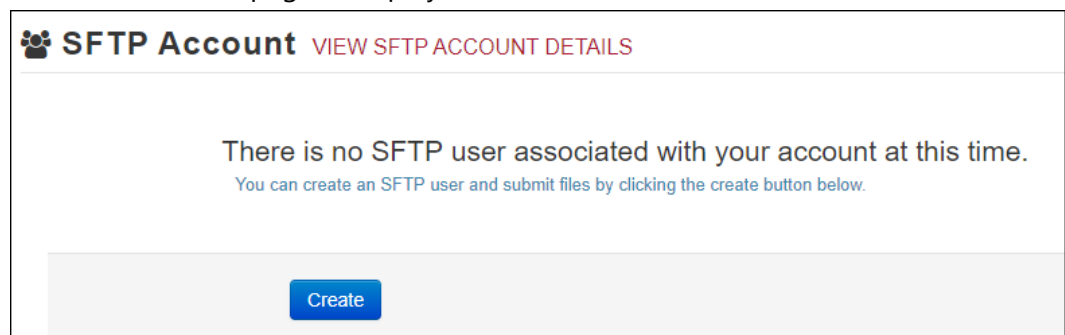 SFTP Account VIEW SFTP ACCOUNT DETAILS
There is no SFTP user associated with your account at this time.
You can create an SFTP user and submit files by clicking the create button below.
Create